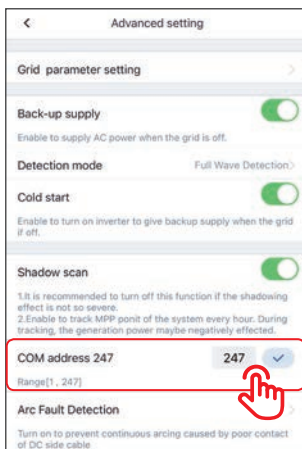 Advanced setting
Grid parameter setting
Back-up supply
Enable to supply AC power when the grid is off.
Detection mode Full Wave Detection
Cold start
Enable to turn on inverter to give backup supply when the grid
if off.
Shadow scan
1.It is recommended to turn off this function if the shadowing
effect is not so severe.
2.Enable to track MPP ponit of the system every hour. During
tracking, the generation power maybe negatively effected.
COM address 247 247
Range[1 , 247]
Arc Fault Detection
Turn on to prevent continuous arcing caused by poor contact
of DC side cable